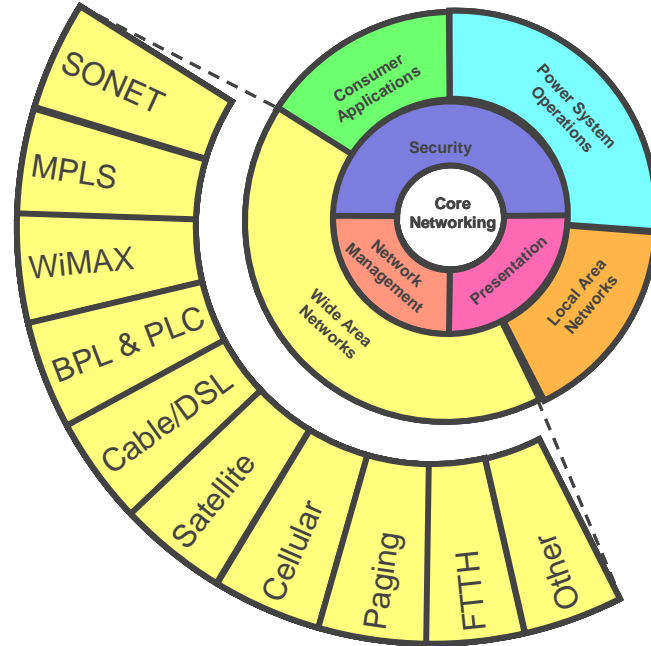 SONET
MPLS
WiMAX
BPL & PLC
Cable/DSL
Satellite
Cellular
Paging
FTTH
Other
Consumer
Applications
Power System
Operations
Security
Core
Networking
Network
Management
Presentation
Wide Area
Networks
Local Area
Networks